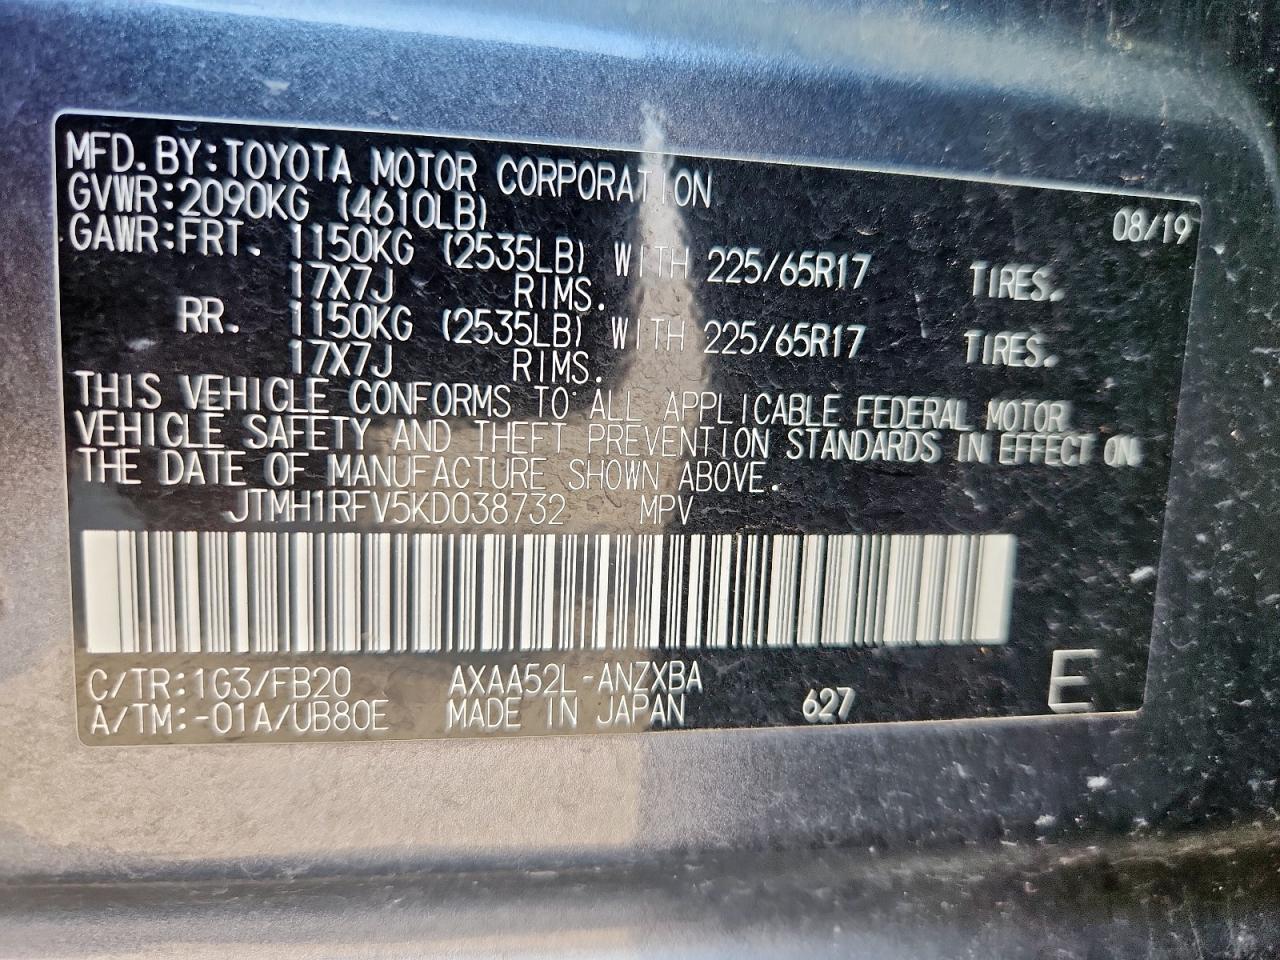 MFD.BY:TOYOTA MOTOR CORPORATION 08/19
GVWR:2090KG (4610LB)
GAWR:FRT. 1150KG (2535LB) WITH 225/65R17 TIRES.
17X7J RIMS.
RR. 1150KG (2535LB) WITH 225/65R17 TIRES.
17X7J RIMS.
THIS VEHICLE CONFORMS TO ALL APPLICABLE FEDERAL MOTOR
VEHICLE SAFETY AND THEFT PREVENTION STANDARDS IN EFFECT ON
THE DATE OF MANUFACTURE SHOWN ABOVE.
JTMH1RFV5KD038732 MPV
C/TR:1G3/FB20 AXAA52L-ANZXBA
A/TM:-01A/UB80E MADE IN JAPAN 627 E